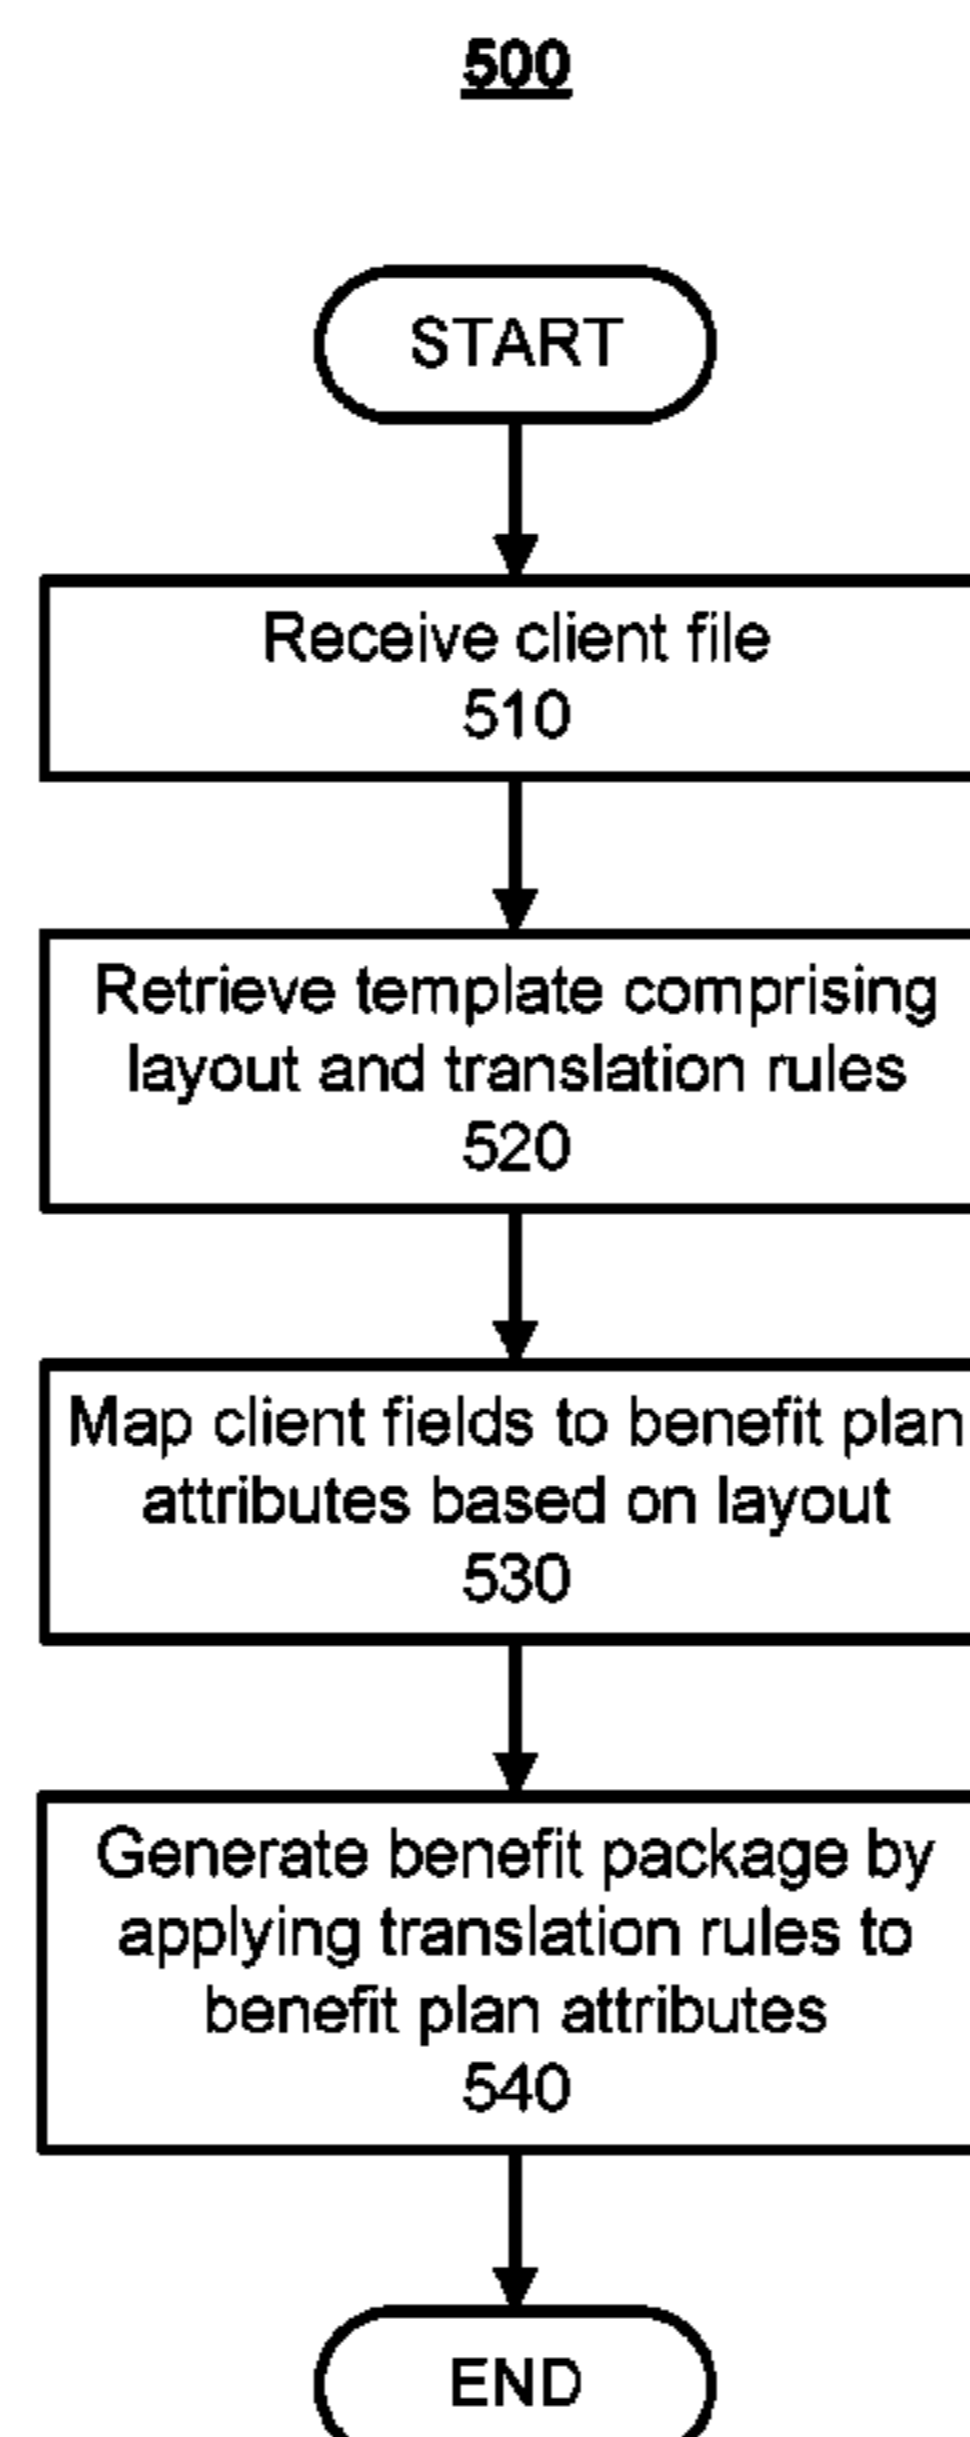 500
START
Receive client file
510
Retrieve template comprising
layout and translation rules
520
Map client fields to benefit plan
attributes based on layout
530
Generate benefit package by
applying translation rules to
benefit plan attributes
540
END